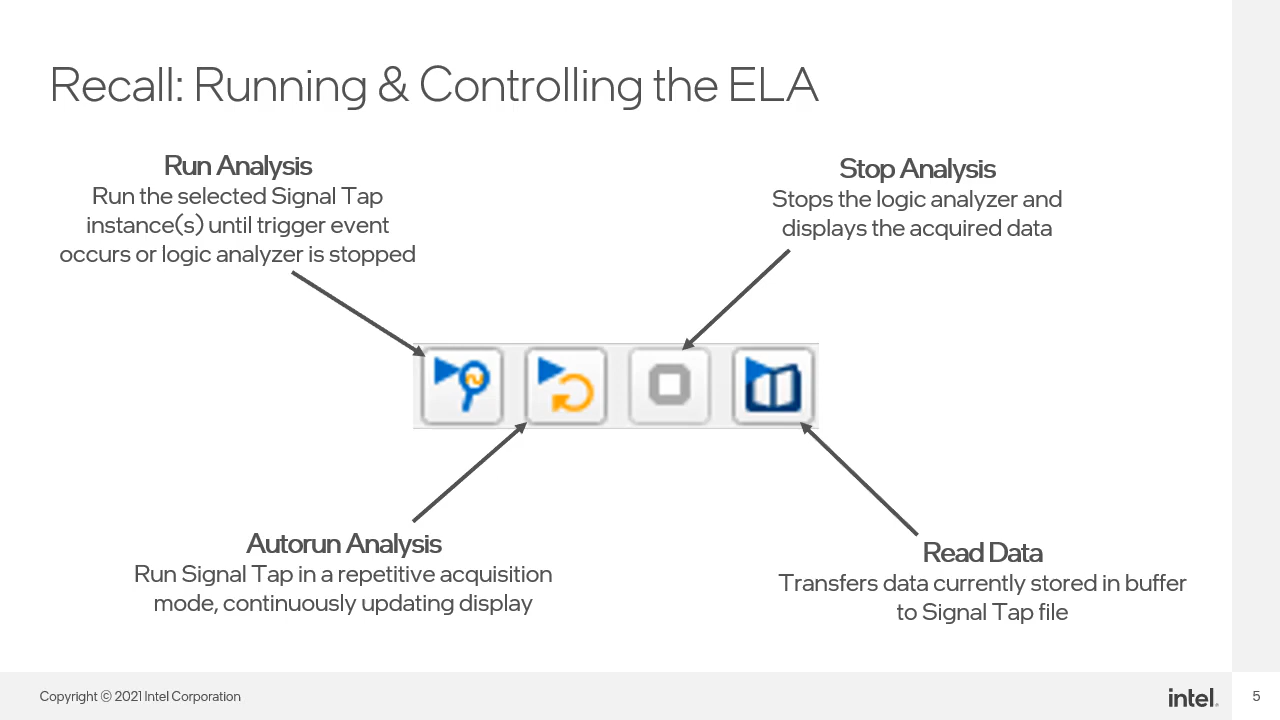 Recall: Running & Controlling the ELA
Run Analysis
Run the selected Signal Tap
instance(s) until trigger event
occurs or logic analyzer is stopped
Stop Analysis
Stops the logic analyzer and
displays the acquired data
Autorun Analysis
Run Signal Tap in a repetitive acquisition
mode, continuously updating display
Read Data
Transfers data currently stored in buffer
to Signal Tap file
Copyright © 2021 Intel Corporation
intel.
5